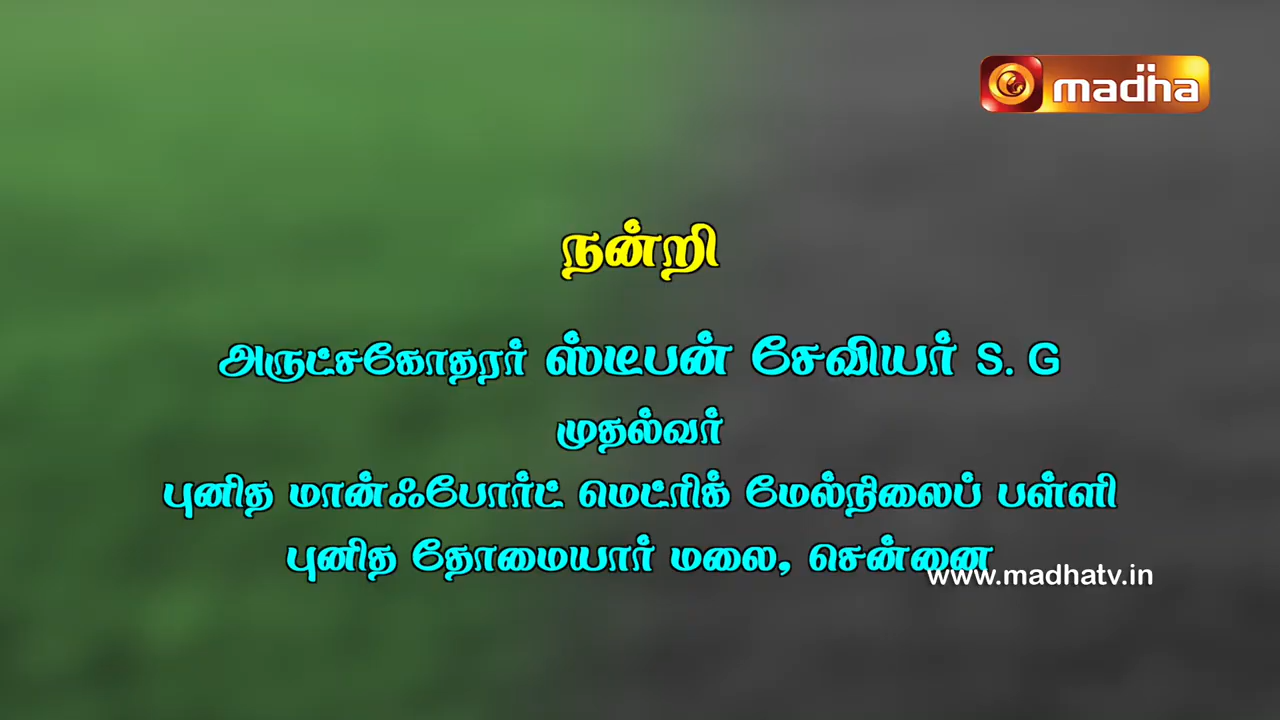 madha
நன்றி
அருட்சகோதரர் ஸ்டீபன் சேவியர் S. G
முதல்வர்
புனித மான்ஃபோர்ட் மெட்ரிக் மேல்நிலைப் பள்ளி
புனித தோமையார் மலை, சென்னை
www.madhatv.in